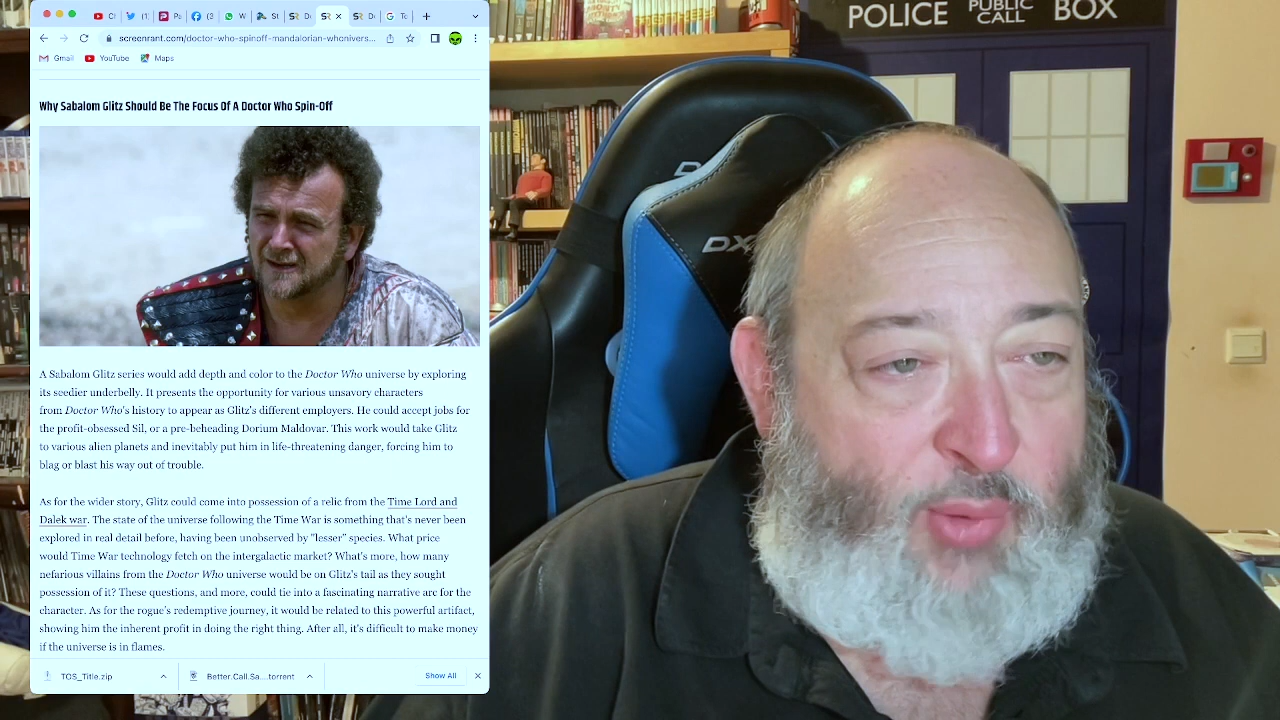 screenrant.com/doctor-who-spinoff-mandalorian-whonivers...
Gmail YouTube Maps
Why Sabalom Glitz Should Be The Focus Of A Doctor Who Spin-Off
A Sabalom Glitz series would add depth and color to the Doctor Who universe by exploring
its seedier underbelly. It presents the opportunity for various unsavory characters
from Doctor Who's history to appear as Glitz's different employers. He could accept jobs for
the profit-obsessed Sil, or a pre-beheading Dorium Maldovar. This work would take Glitz
to various alien planets and inevitably put him in life-threatening danger, forcing him to
blag or blast his way out of trouble.
As for the wider story, Glitz could come into possession of a relic from the Time Lord and
Dalek war. The state of the universe following the Time War is something that's never been
explored in real detail before, having been unobserved by "lesser" species. What price
would Time War technology fetch on the intergalactic market? What's more, how many
nefarious villains from the Doctor Who universe would be on Glitz's tail as they sought
possession of it? These questions, and more, could tie into a fascinating narrative arc for the
character. As for the rogue's redemptive journey, it would be related to this powerful artifact,
showing him the inherent profit in doing the right thing. After all, it's difficult to make money
if the universe is in flames.
TGS_Title.zip
Better.Call.Sa....torrent
Show All
POLICE PUBLIC CALL BOX
DX